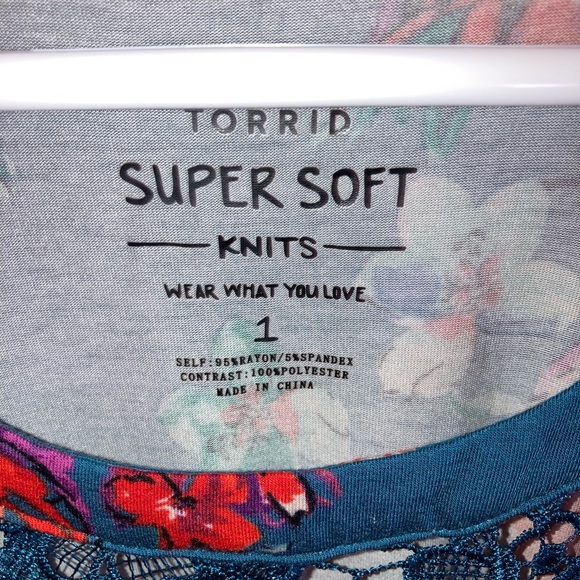 TORRID
SUPER SOFT
KNITS
WEAR WHAT YOU LOVE
1
SELF:95%RAYON/5%SPANDEX
CONTRAST:100%POLYESTER
MADE IN CHINA